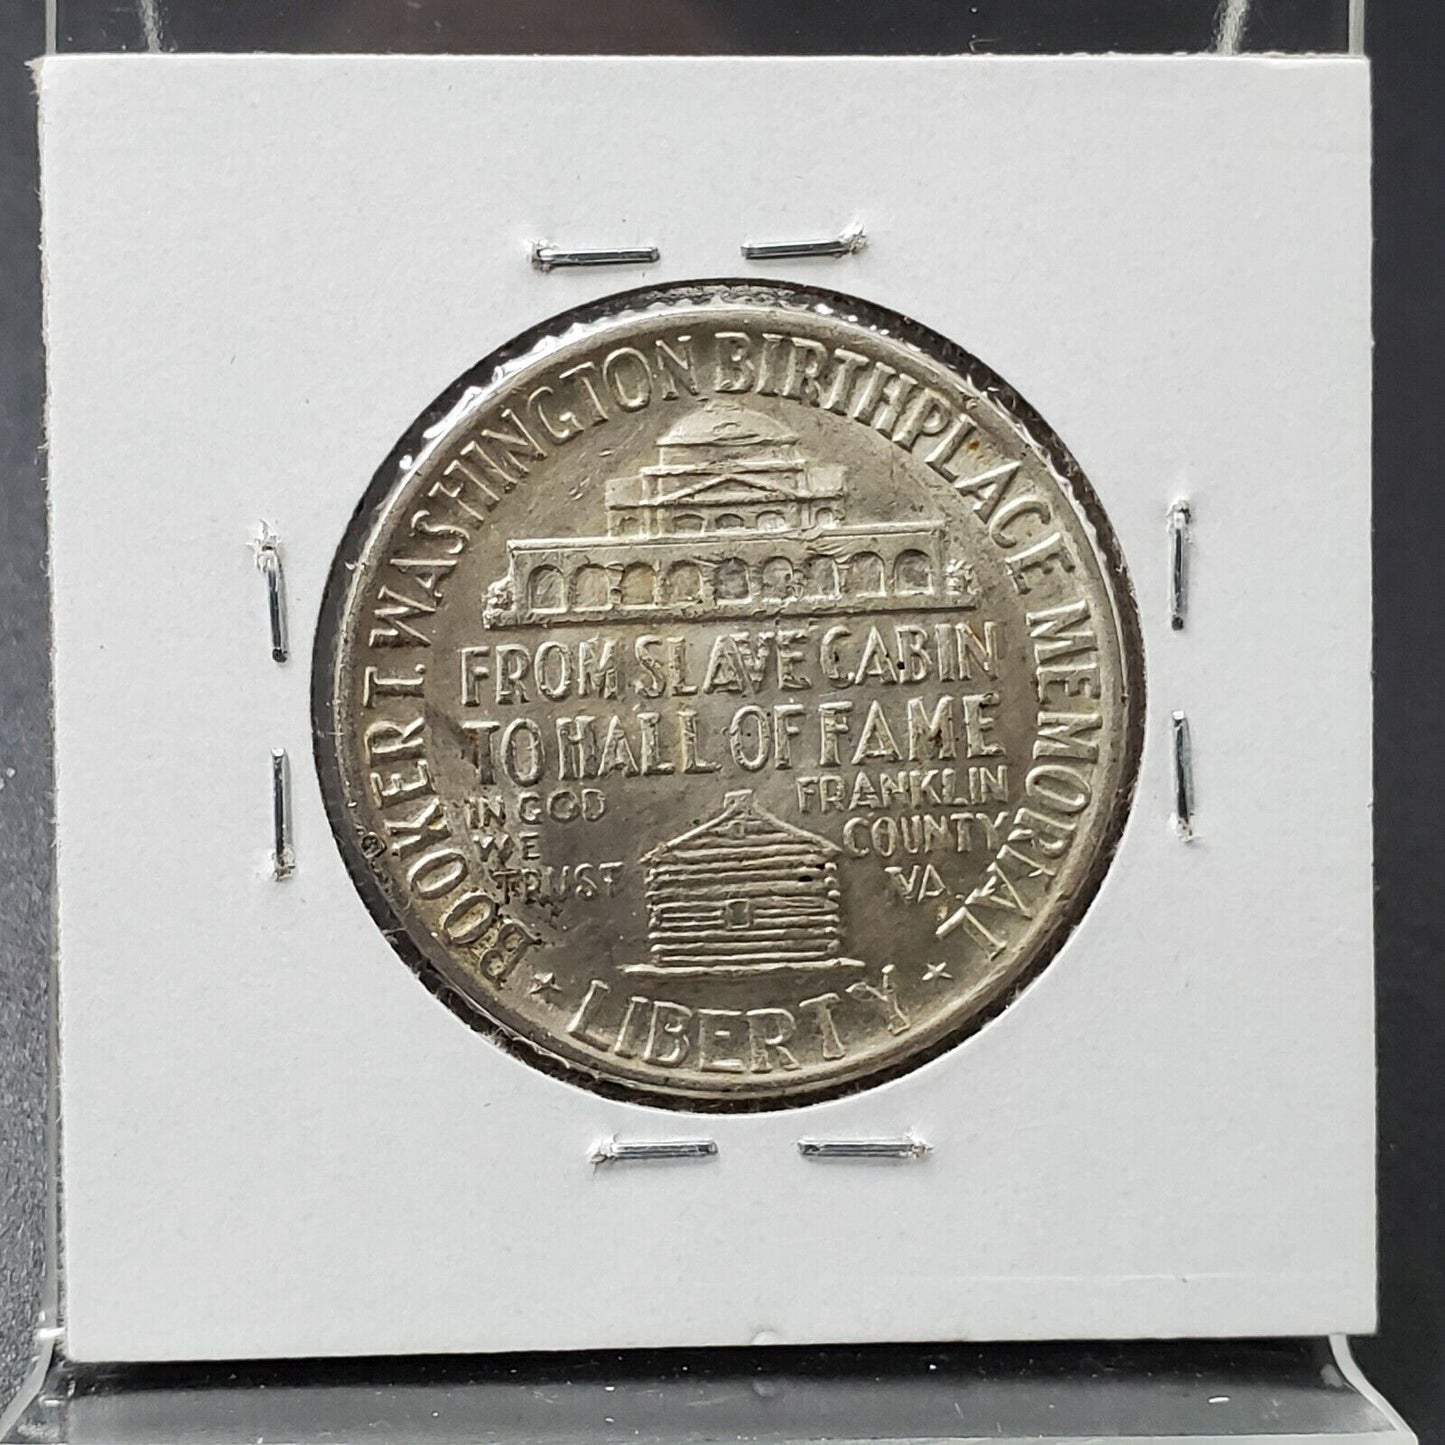 BOOKER T. WASHINGTON BIRTHPLACE MEMORIAL
FROM SLAVE CABIN
TO HALL OF FAME
IN GOD
WE
TRUST
FRANKLIN
COUNTY
VA.
LIBERTY